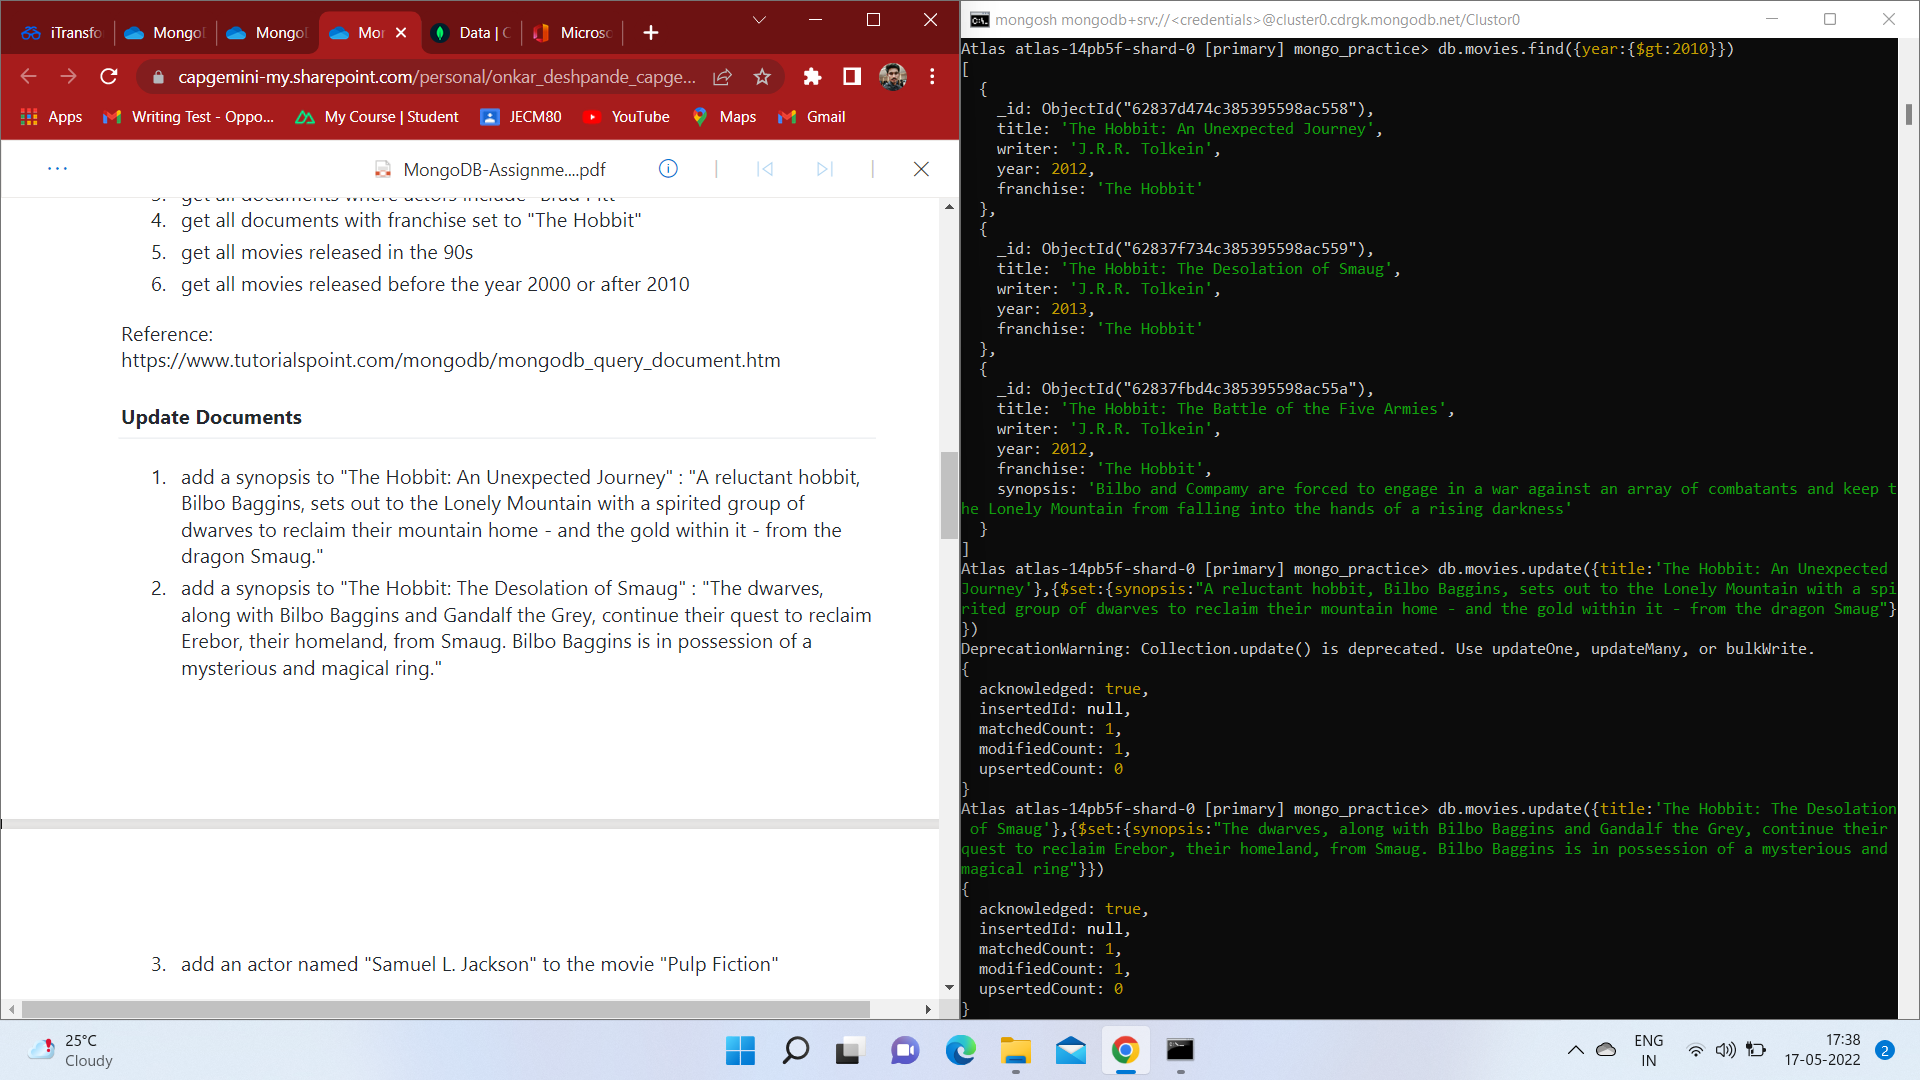 iTransfo
Mongo
Mongo
Mor
Data | C
Microso
capgemini-my.sharepoint.com/personal/onkar_deshpande_capge...
Apps
Writing Test - Oppo...
My Course | Student
JECM80
YouTube
Maps
Gmail
MongoDB-Assignme....pdf
3. get all documents where actors include "Brad Pitt"
4. get all documents with franchise set to "The Hobbit"
5. get all movies released in the 90s
6. get all movies released before the year 2000 or after 2010
Reference:
https://www.tutorialspoint.com/mongodb/mongodb_query_document.htm
Update Documents
1. add a synopsis to "The Hobbit: An Unexpected Journey" : "A reluctant hobbit,
Bilbo Baggins, sets out to the Lonely Mountain with a spirited group of
dwarves to reclaim their mountain home - and the gold within it - from the
dragon Smaug."
2. add a synopsis to "The Hobbit: The Desolation of Smaug" : "The dwarves,
along with Bilbo Baggins and Gandalf the Grey, continue their quest to reclaim
Erebor, their homeland, from Smaug. Bilbo Baggins is in possession of a
mysterious and magical ring."
3. add an actor named "Samuel L. Jackson" to the movie "Pulp Fiction"
mongosh mongodb+srv://<credentials>@cluster0.cdrgk.mongodb.net/Clustor0
Atlas atlas-14pb5f-shard-0 [primary] mongo_practice> db.movies.find({year:{$gt:2010}})
[
{
_id: ObjectId("62837d474c385395598ac558"),
title: 'The Hobbit: An Unexpected Journey',
writer: 'J.R.R. Tolkein',
year: 2012,
franchise: 'The Hobbit'
},
{
_id: ObjectId("62837f734c385395598ac559"),
title: 'The Hobbit: The Desolation of Smaug',
writer: 'J.R.R. Tolkein',
year: 2013,
franchise: 'The Hobbit'
},
{
_id: ObjectId("62837fbd4c385395598ac55a"),
title: 'The Hobbit: The Battle of the Five Armies',
writer: 'J.R.R. Tolkein',
year: 2012,
franchise: 'The Hobbit',
synopsis: 'Bilbo and Compamy are forced to engage in a war against an array of combatants and keep t
he Lonely Mountain from falling into the hands of a rising darkness'
}
]
Atlas atlas-14pb5f-shard-0 [primary] mongo_practice> db.movies.update({title:'The Hobbit: An Unexpected
Journey'},{$set:{synopsis:"A reluctant hobbit, Bilbo Baggins, sets out to the Lonely Mountain with a spi
rited group of dwarves to reclaim their mountain home - and the gold within it - from the dragon Smaug"}
})
DeprecationWarning: Collection.update() is deprecated. Use updateOne, updateMany, or bulkWrite.
{
acknowledged: true,
insertedId: null,
matchedCount: 1,
modifiedCount: 1,
upsertedCount: 0
}
Atlas atlas-14pb5f-shard-0 [primary] mongo_practice> db.movies.update({title:'The Hobbit: The Desolation
of Smaug'},{$set:{synopsis:"The dwarves, along with Bilbo Baggins and Gandalf the Grey, continue their
quest to reclaim Erebor, their homeland, from Smaug. Bilbo Baggins is in possession of a mysterious and
magical ring"}})
{
acknowledged: true,
insertedId: null,
matchedCount: 1,
modifiedCount: 1,
upsertedCount: 0
}
25°C
Cloudy
ENG
IN
17:38
17-05-2022
2